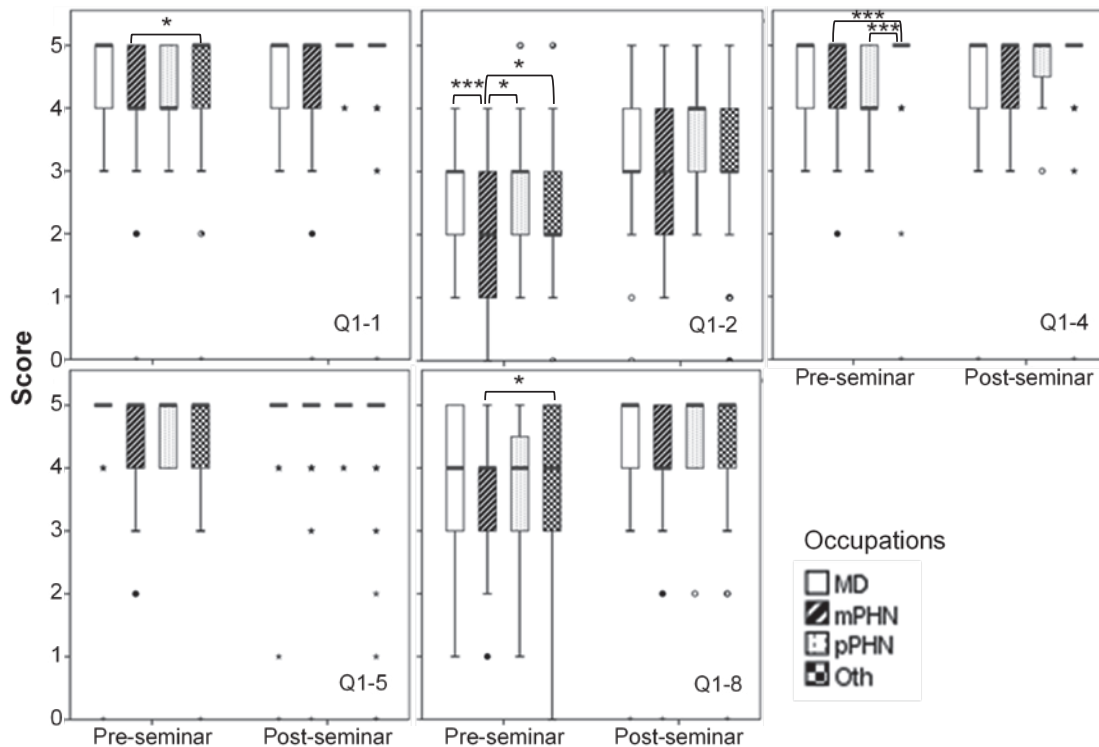 Score
5
4
3
2
1
0
*
Q1-1
***
*
*
Q1-2
***
***
Q1-4
Pre-seminar
Post-seminar
5
4
3
2
1
0
Q1-5
Pre-seminar
Post-seminar
*
Q1-8
Pre-seminar
Post-seminar
Occupations
MD
mPHN
pPHN
Oth